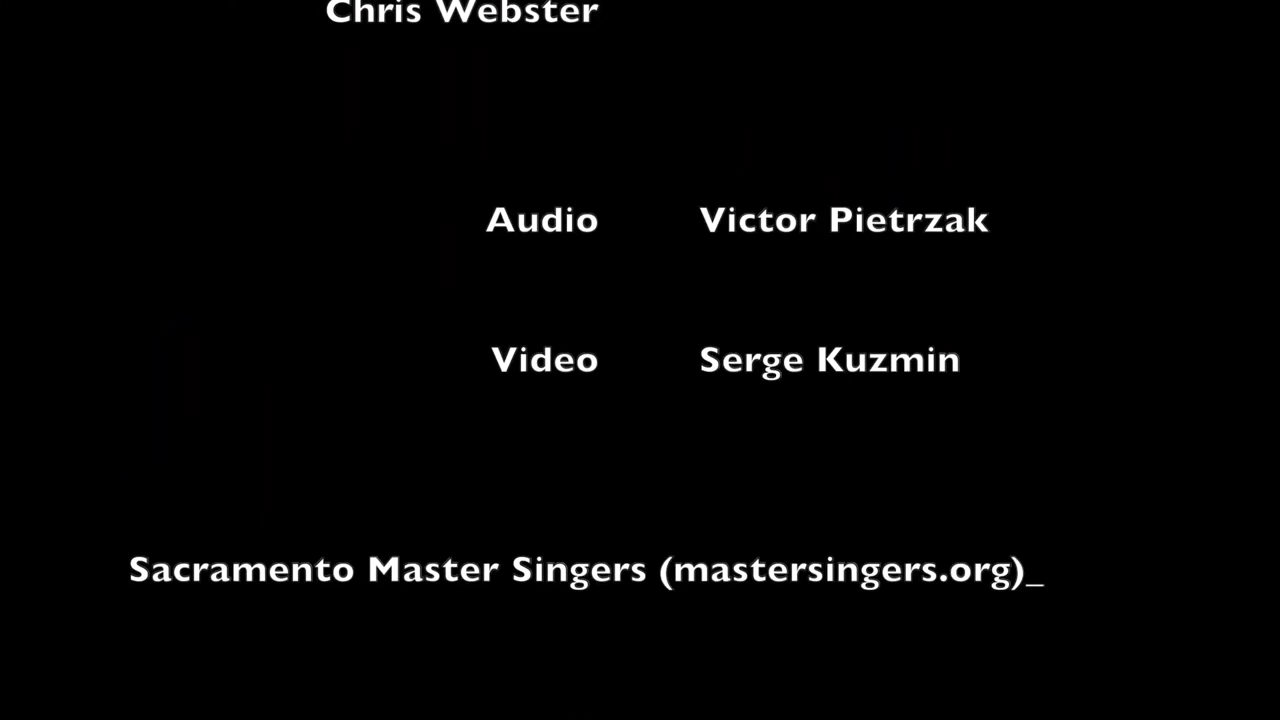 Chris Webster
Audio Victor Pietrzak
Video Serge Kuzmin
Sacramento Master Singers (mastersingers.org)_